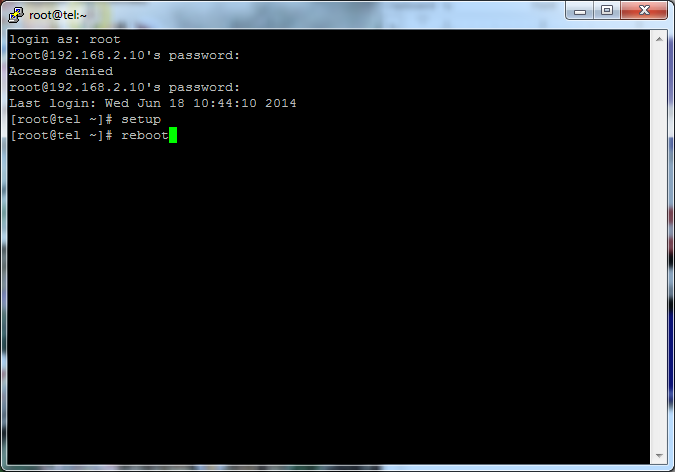 root@tel:~
login as: root
root@192.168.2.10's password:
Access denied
root@192.168.2.10's password:
Last login: Wed Jun 18 10:44:10 2014
[root@tel ~]# setup
[root@tel ~]# reboot